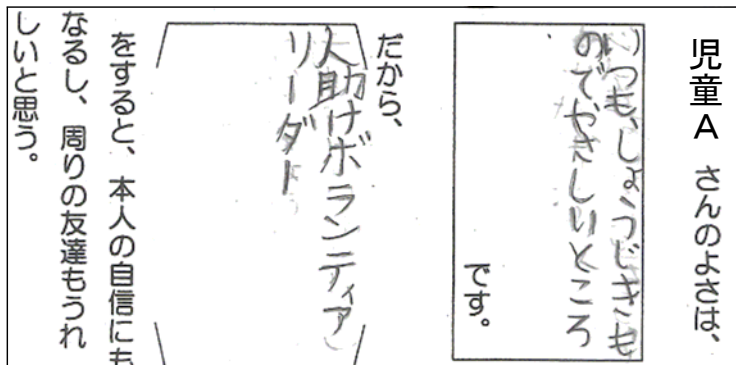 児童A さんのよさは、
いつも、しょうじきも
のでやさしいところ
です。
だから、
人助けボランティア
リーダー
をすると、本人の自信にも
なるし、周りの友達もうれ
しいと思う。